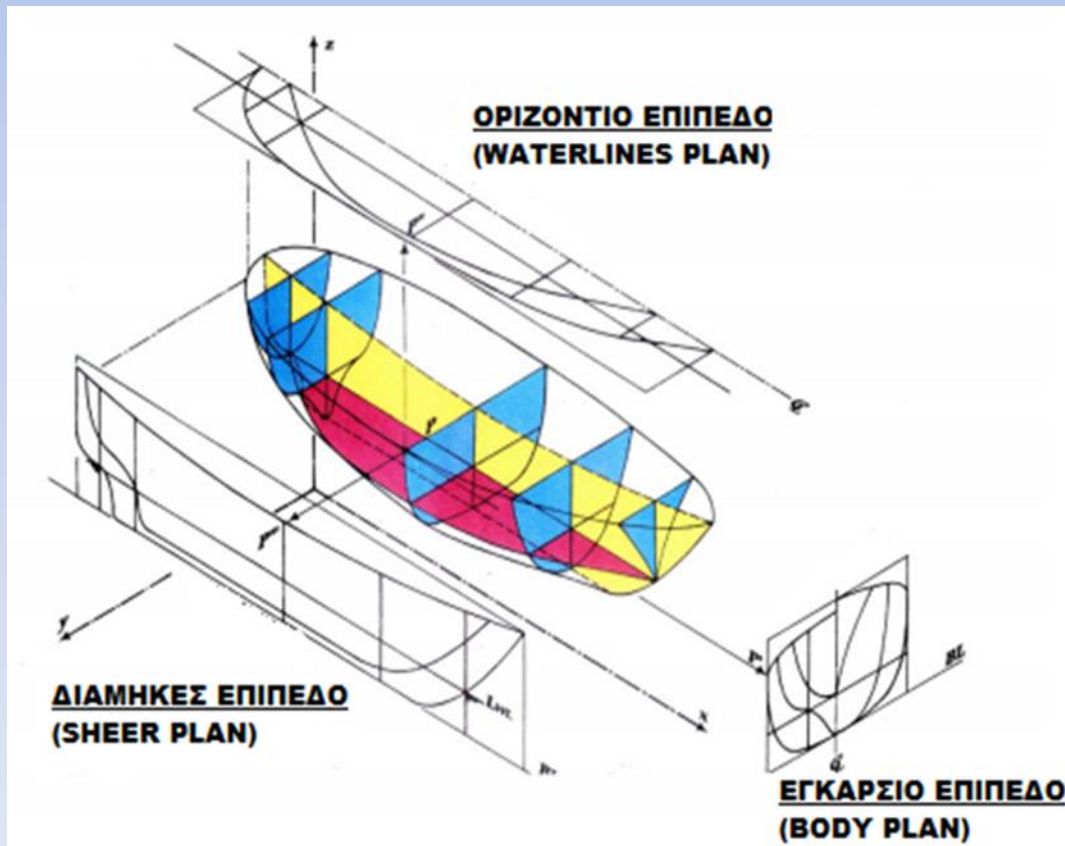 z
ΟΡΙΖΟΝΤΙΟ ΕΠΙΠΕΔΟ
(WATERLINES PLAN)
P
y
x
ΔΙΑΜΗΚΕΣ ΕΠΙΠΕΔΟ
(SHEER PLAN)
BL
ΕΓΚΑΡΣΙΟ ΕΠΙΠΕΔΟ
(BODY PLAN)